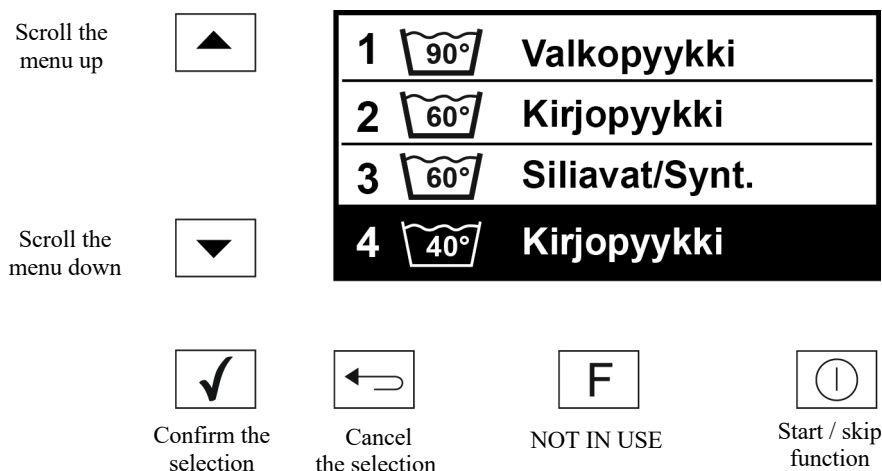 Scroll the
menu up
1 90° Valkopyykki
2 60° Kirjopyykki
3 60° Siliavat/Synt.
4 40° Kirjopyykki
Scroll the
menu down
F
Confirm the
selection
Cancel
the selection
NOT IN USE
Start / skip
function